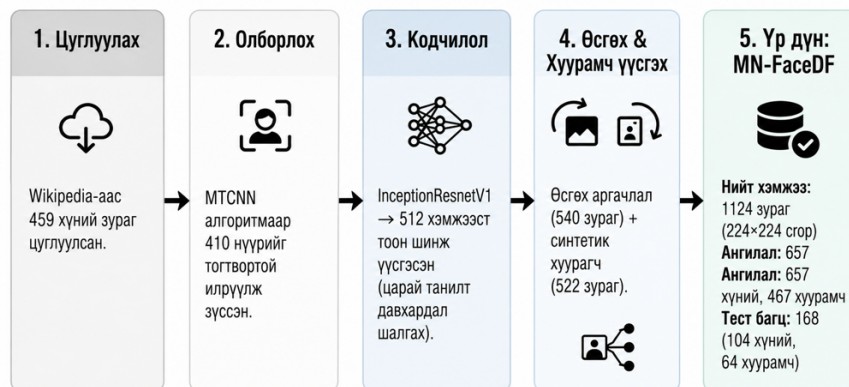 1. Цуглуулах
Wikipedia-аас
459 хүний зураг
цуглуулсан.
2. Олборлох
MTCNN
алгоритмаар
410 нүүрийг
тогтвортой
илрүүлж
зүссэн.
3. Кодчилол
InceptionResnetV1
→ 512 хэмжээст
тоон шинж
үүсгэсэн
(царай танилт
давхардал
шалгах).
4. Өсгөх &
Хуурамч үүсгэх
Өсгөх аргачлал
(540 зураг) +
синтетик
хуурагч
(522 зураг).
5. Үр дүн:
MN-FaceDF
Нийт хэмжээ:
1124 зураг
(224×224 crop)
Ангилал: 657
Ангилал: 657
хүний, 467 хуурамч
Тест багц: 168
(104 хүний,
64 хуурамч)